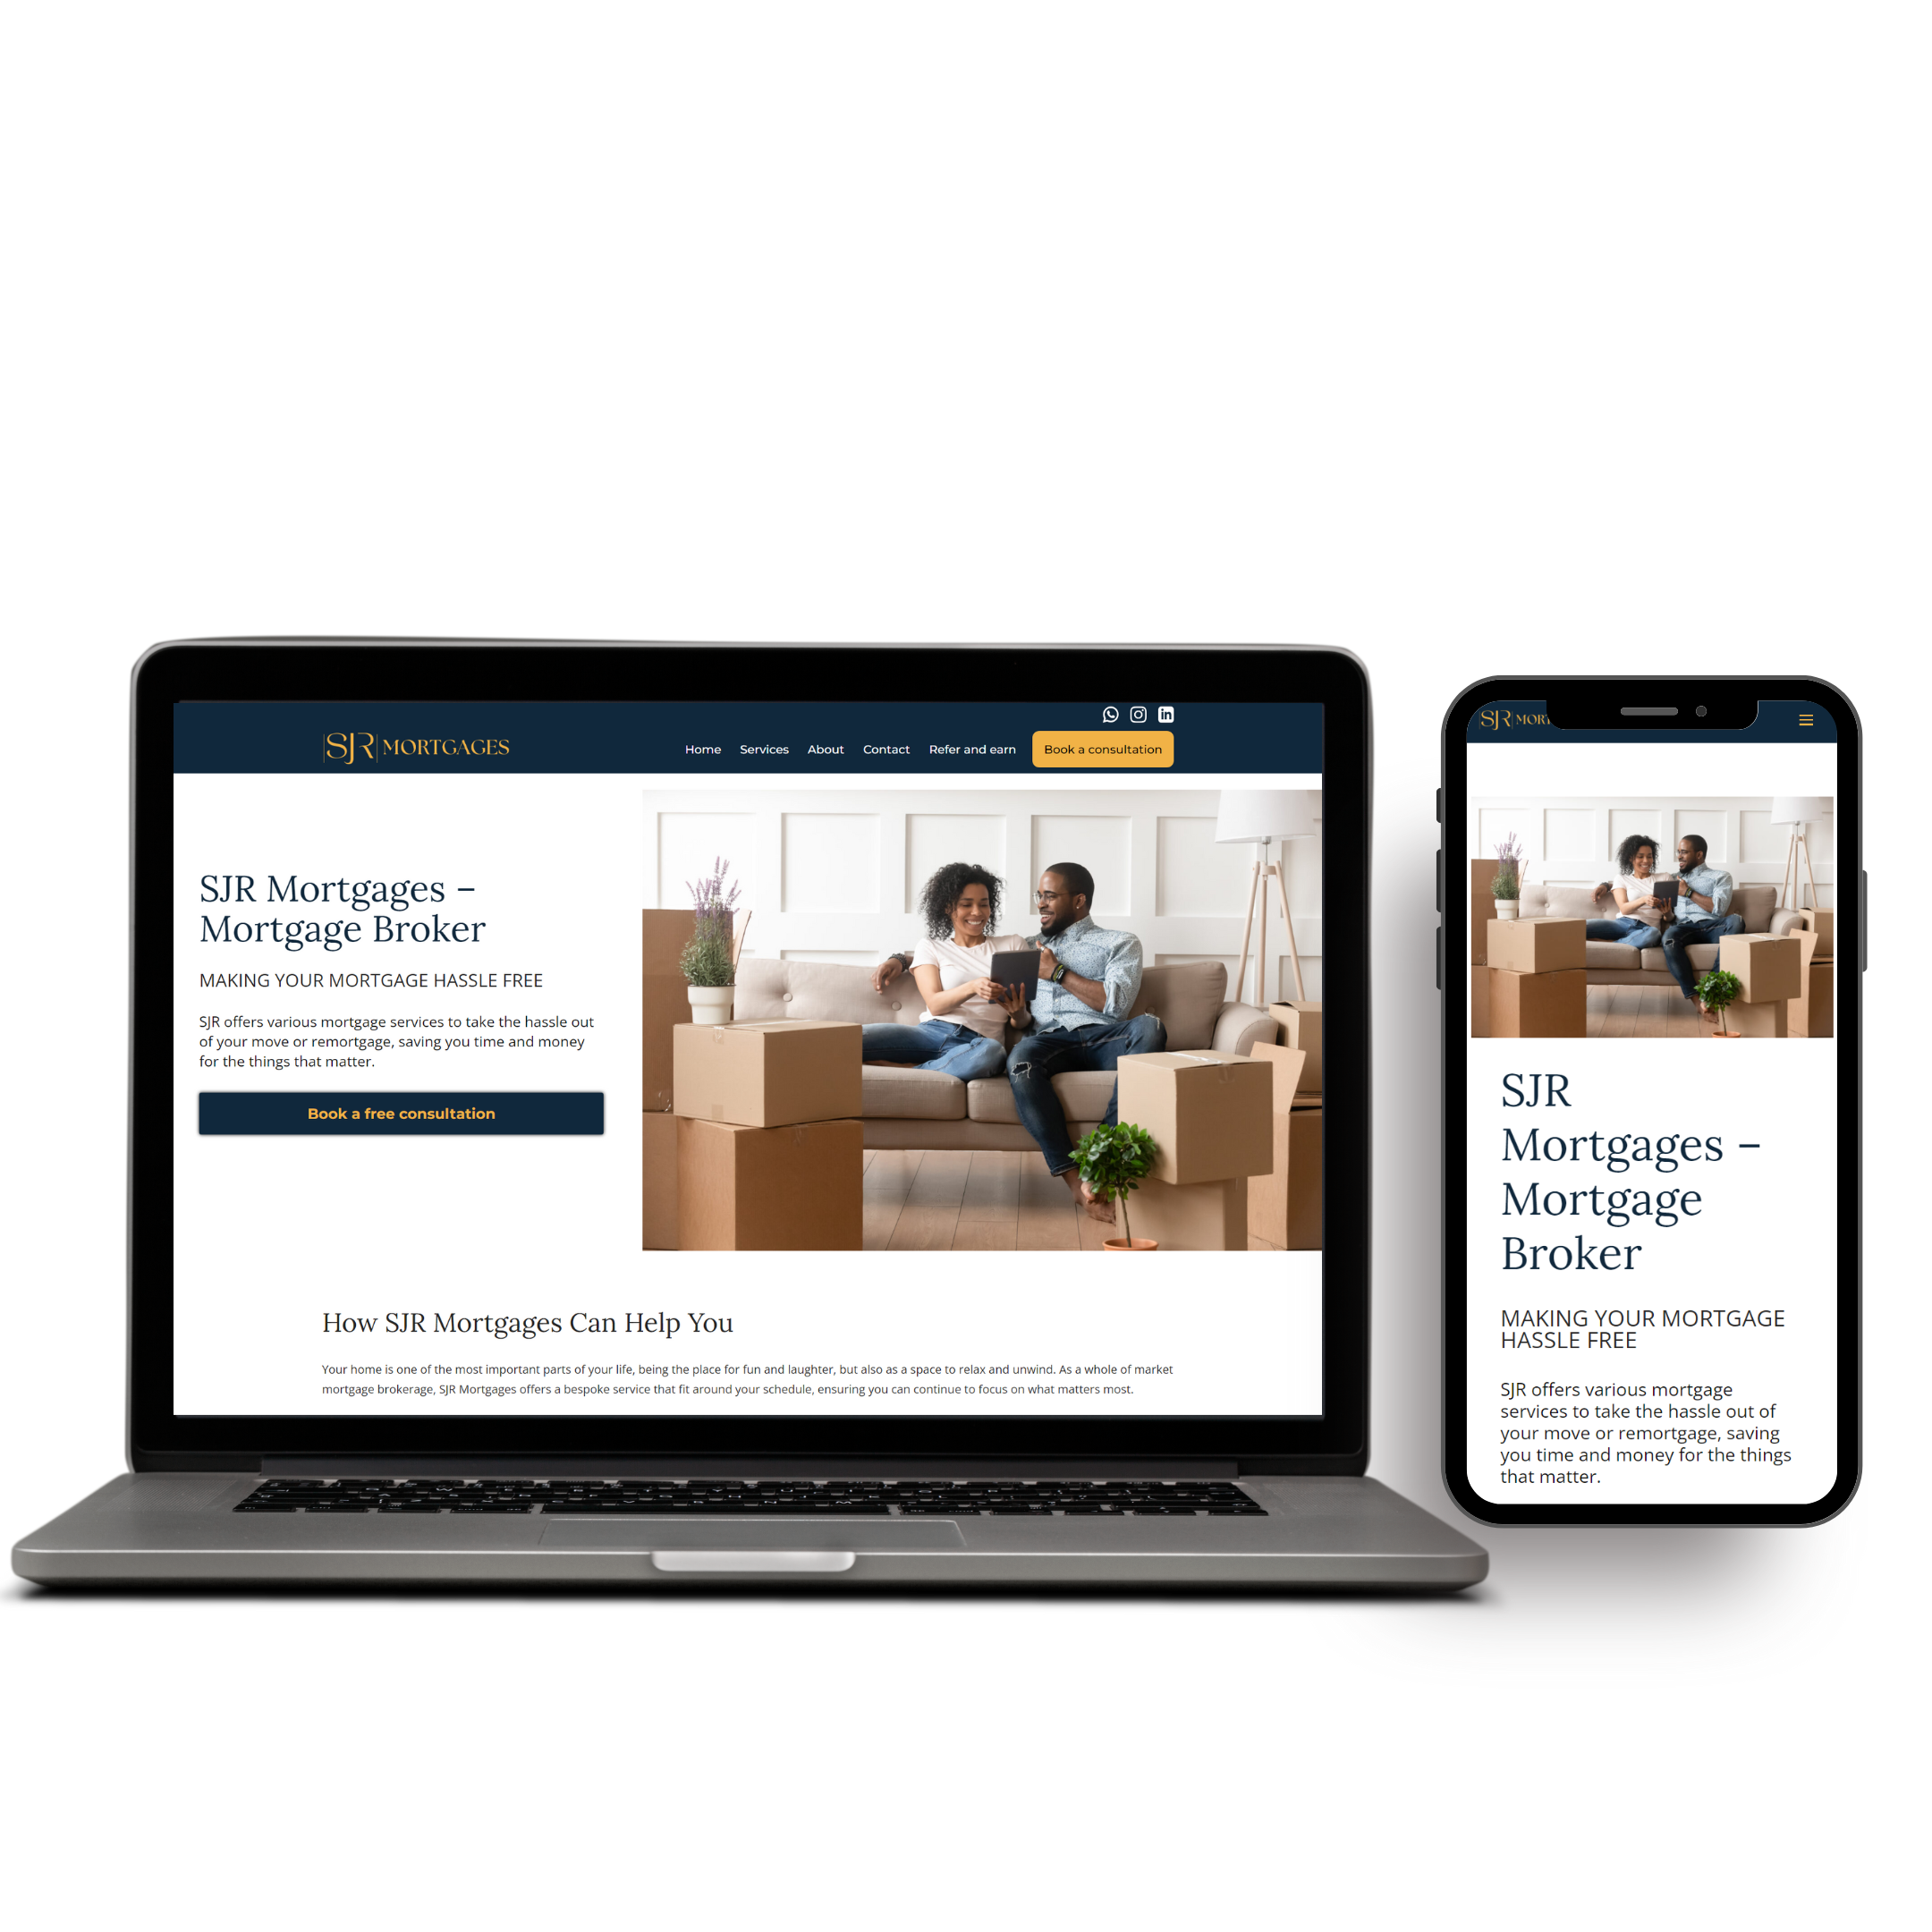 SJR MORTGAGES
Home Services About Contact Refer and earn Book a consultation
SJR Mortgages –
Mortgage Broker
MAKING YOUR MORTGAGE HASSLE FREE
SJR offers various mortgage services to take the hassle out
of your move or remortgage, saving you time and money
for the things that matter.
Book a free consultation
How SJR Mortgages Can Help You
Your home is one of the most important parts of your life, being the place for fun and laughter, but also as a space to relax and unwind. As a whole of market
mortgage brokerage, SJR Mortgages offers a bespoke service that fit around your schedule, ensuring you can continue to focus on what matters most.
SJR MOR
SJR
Mortgages –
Mortgage
Broker
MAKING YOUR MORTGAGE
HASSLE FREE
SJR offers various mortgage
services to take the hassle out of
your move or remortgage, saving
you time and money for the things
that matter.